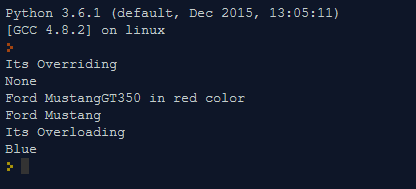 Python 3.6.1 (default, Dec 2015, 13:05:11)
[GCC 4.8.2] on linux
Its Overriding
None
Ford MustangGT350 in red color
Ford Mustang
Its Overloading
Blue